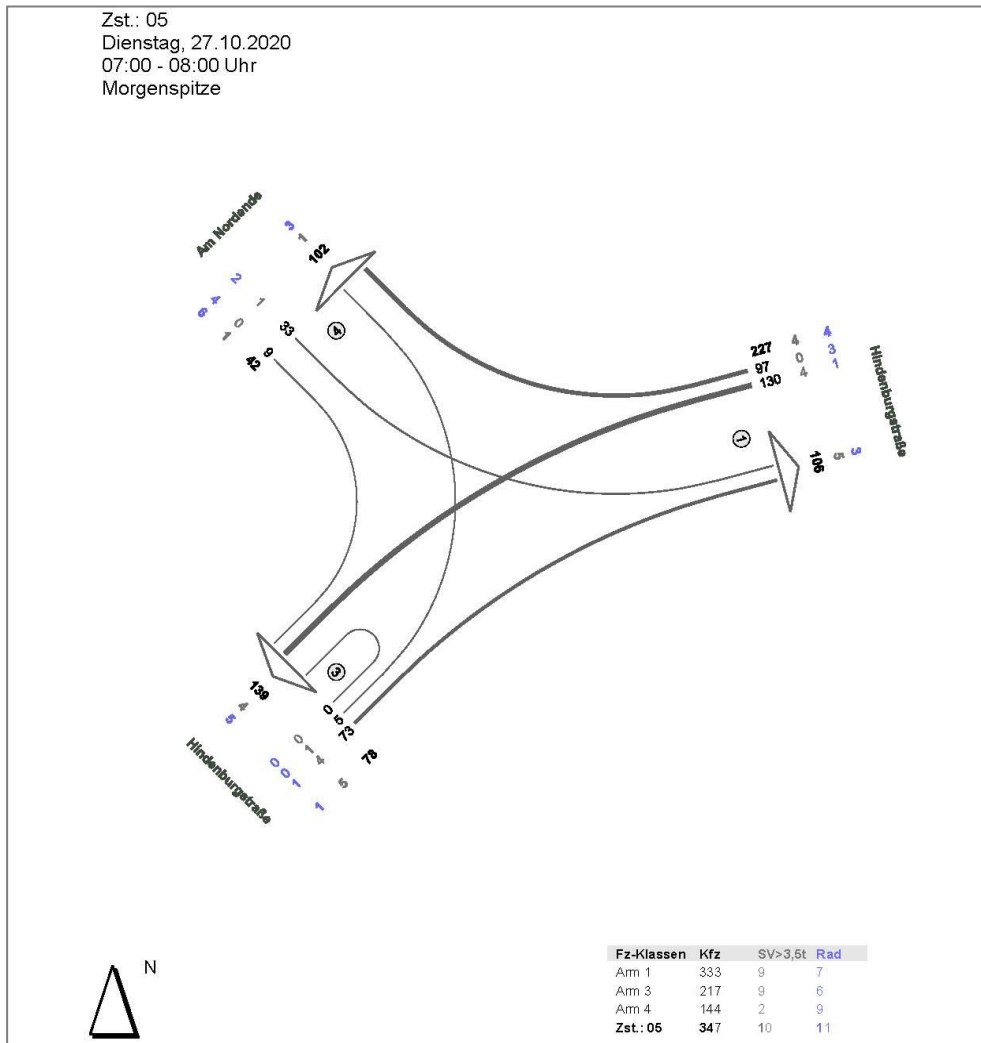 Zst.: 05
Dienstag, 27.10.2020
07:00 - 08:00 Uhr
Morgenspitze
Am Nordende
3
1
102
2
4
6
1
0
1
33
9
42
4
227 4 4
97 0 3
130 4 1
Hindenburgstraße
1
106 5 3
3
139
4
5
Hindenburgstraße
0
5
73
78
0
1
4
5
0
0
1
1
N
Fz-Klassen Kfz SV>3,5t Rad
Arm 1 333 9 7
Arm 3 217 9 6
Arm 4 144 2 9
Zst.: 05 347 10 11